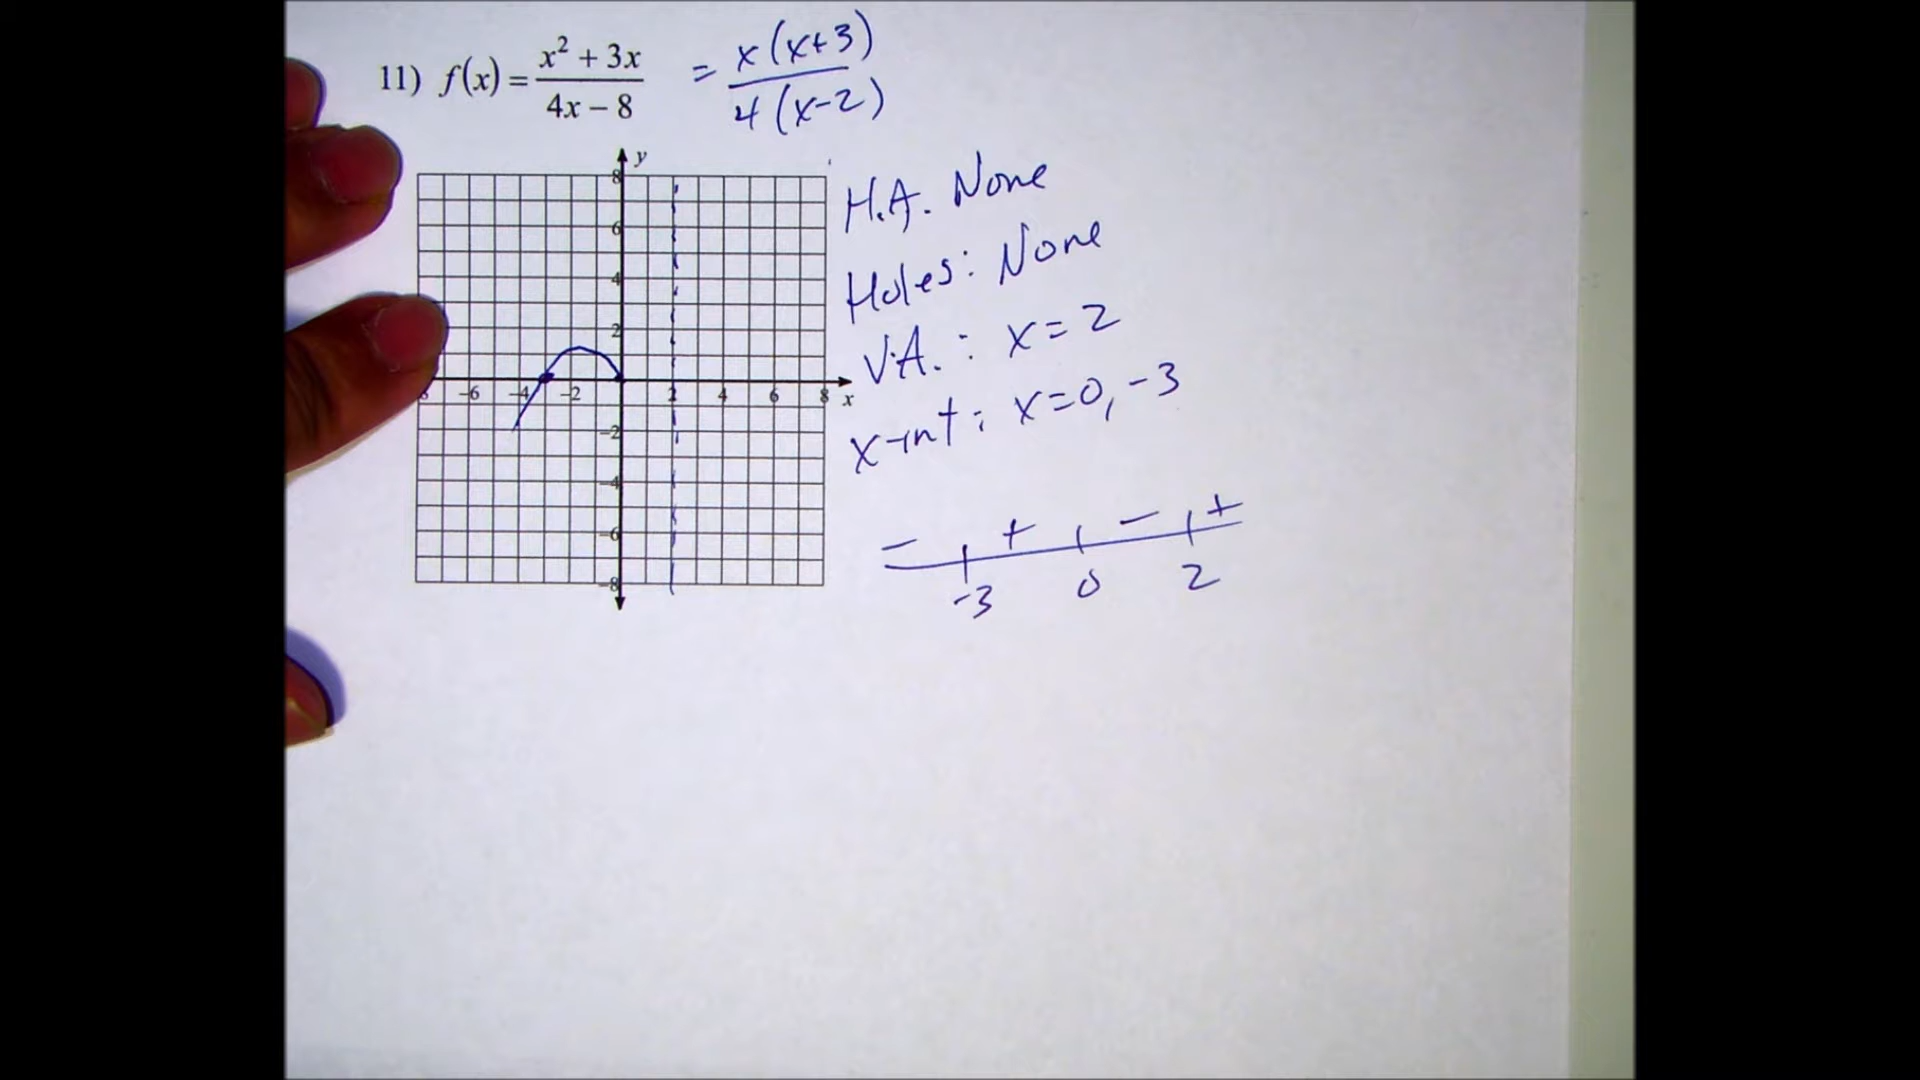 11) f(x) = x² + 3x / 4x − 8 = x(x+3) / 4(x-2)
y
8
6
4
2
-6 -4 -2 2 4 6 8 x
-2
-4
-6
-8
H.A. None
Holes: None
V.A.: x=2
x-int: x=0, -3
- + - +
-3 0 2